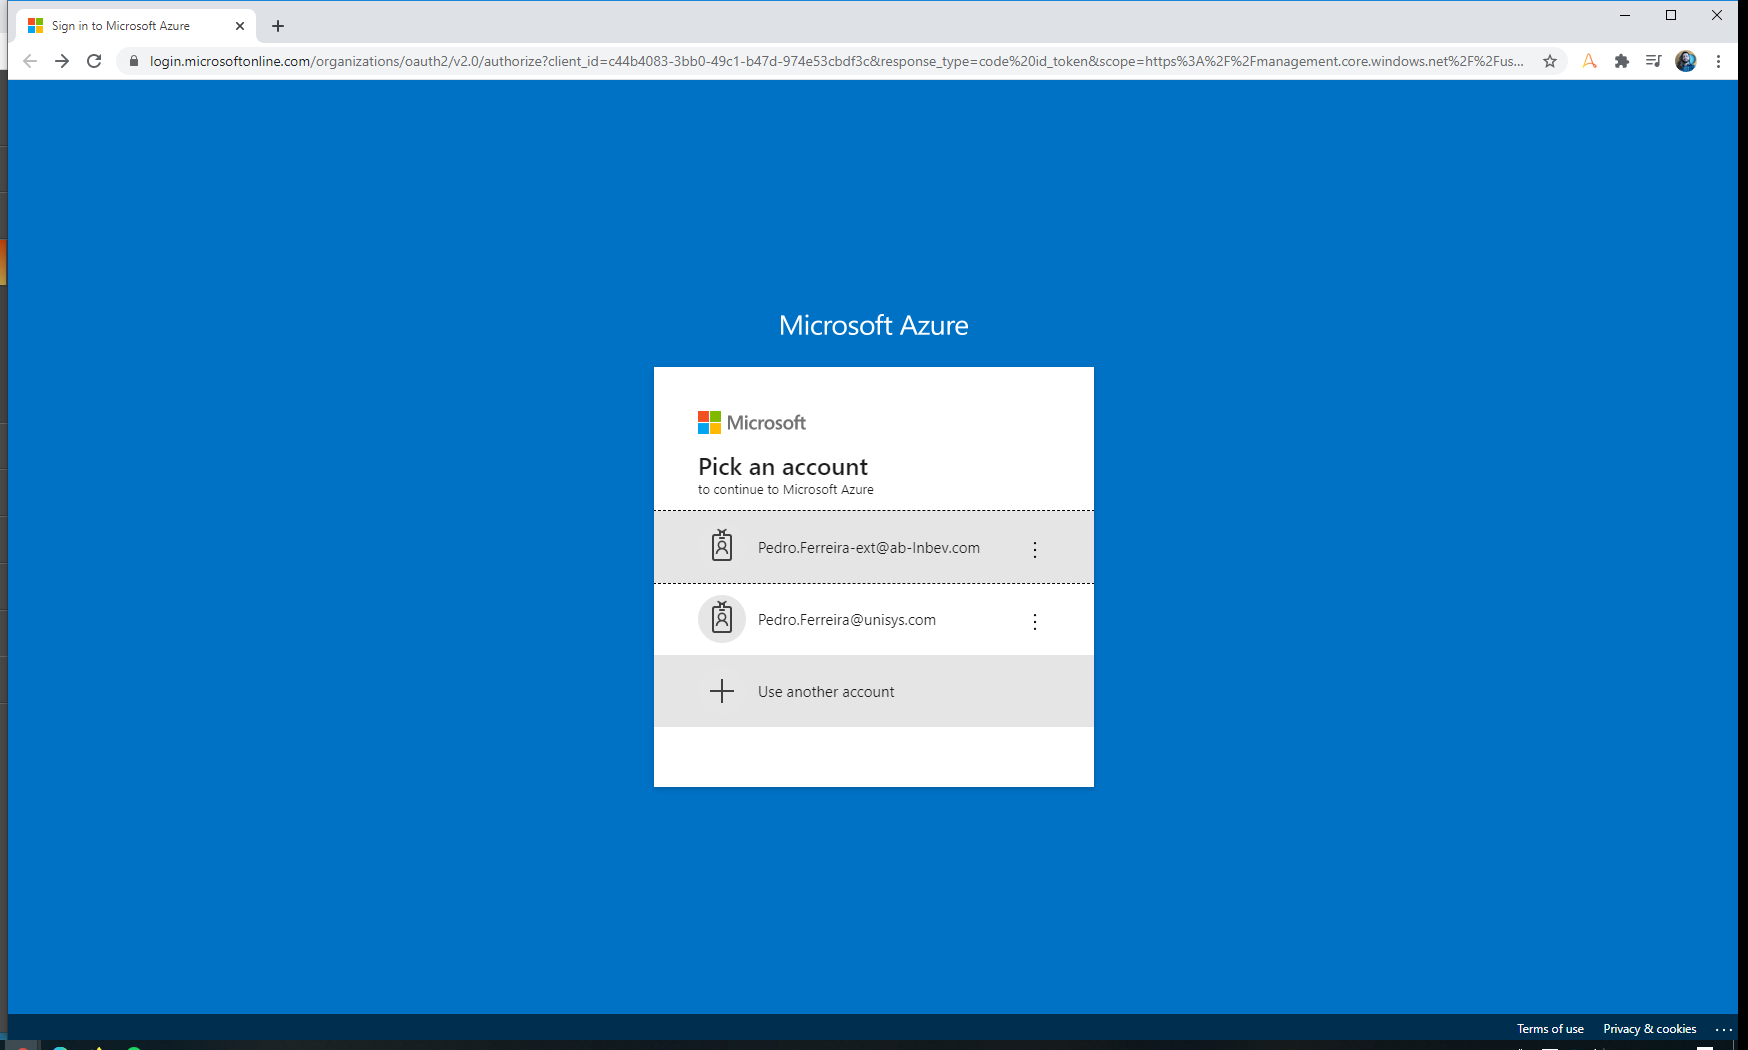 Sign in to Microsoft Azure
login.microsoftonline.com/organizations/oauth2/v2.0/authorize?client_id=c44b4083-3bb0-49c1-b47d-974e53cbdf3c&response_type=code%20id_token&scope=https%3A%2F%2Fmanagement.core.windows.net%2F%2Fus...
Microsoft Azure
Microsoft
Pick an account
to continue to Microsoft Azure
Pedro.Ferreira-ext@ab-Inbev.com
Pedro.Ferreira@unisys.com
Use another account
Terms of use Privacy & cookies ...